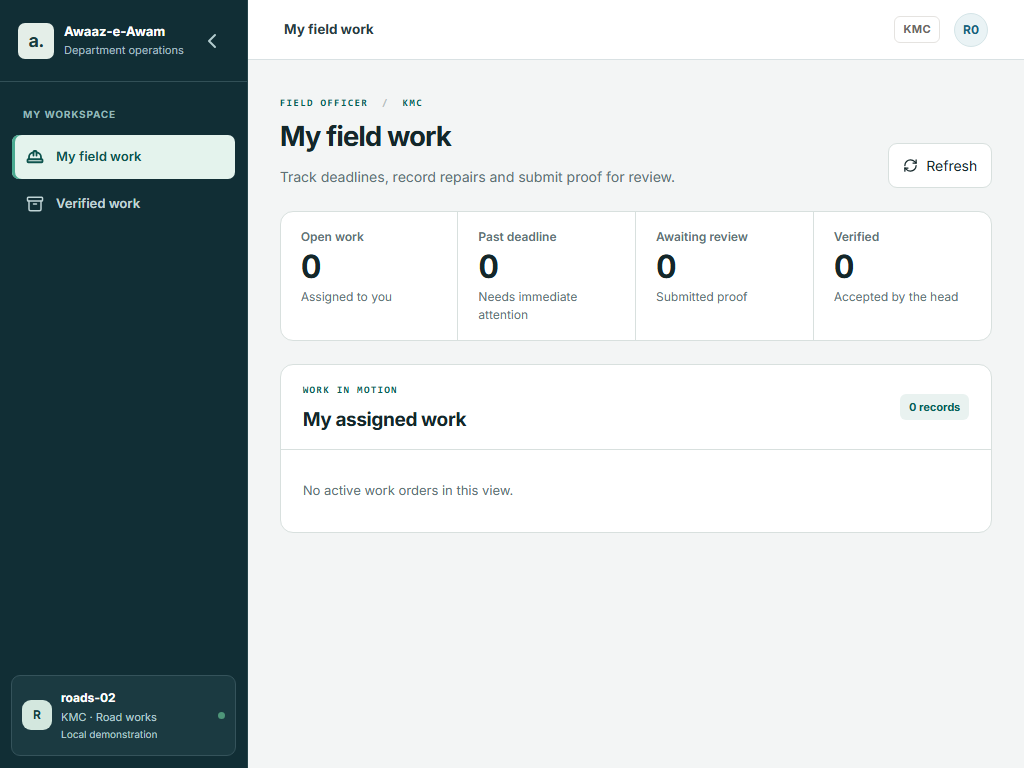 a.
Awaaz-e-Awam
Department operations
MY WORKSPACE
My field work
Verified work
roads-02
R
KMC · Road works
Local demonstration
My field work
KMC
R0
FIELD OFFICER / KMC
My field work
Track deadlines, record repairs and submit proof for review.
Refresh
Open work
0
Assigned to you
Past deadline
0
Needs immediate
attention
Awaiting review
0
Submitted proof
Verified
0
Accepted by the head
WORK IN MOTION
My assigned work
0 records
No active work orders in this view.